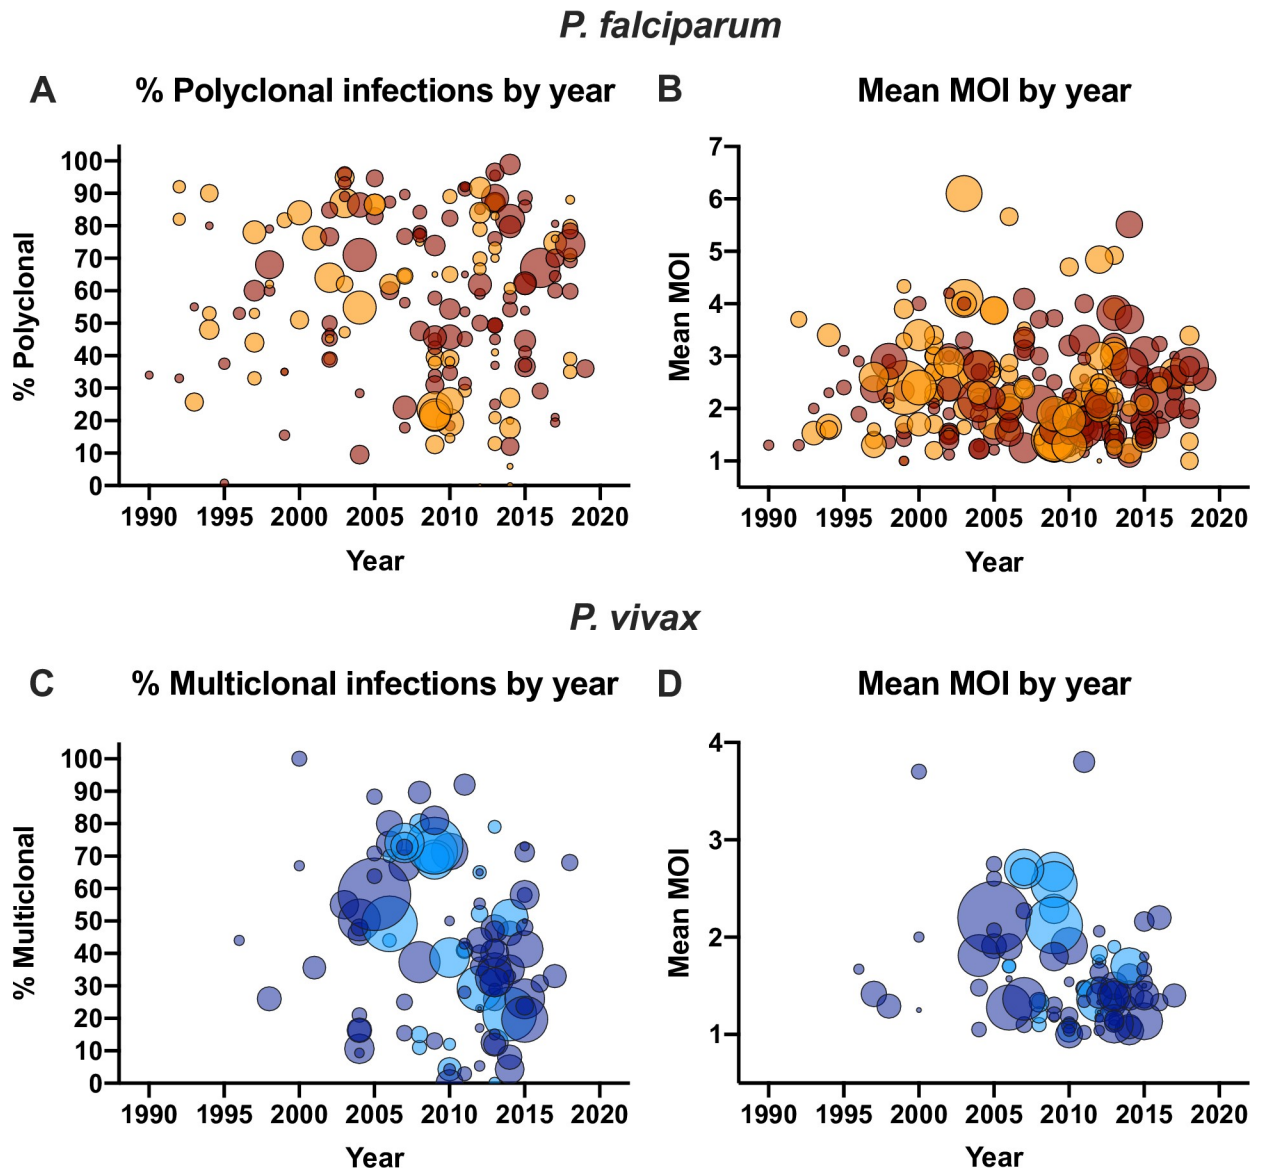 P. falciparum
A
% Polyclonal infections by year
B
Mean MOI by year
% Polyclonal
100
90
80
70
60
50
40
30
20
10
0
1990 1995 2000 2005 2010 2015 2020
Year
Mean MOI
7
6
5
4
3
2
1
1990 1995 2000 2005 2010 2015 2020
Year
P. vivax
C
% Multiclonal infections by year
D
Mean MOI by year
% Multiclonal
100
90
80
70
60
50
40
30
20
10
0
1990 1995 2000 2005 2010 2015 2020
Year
Mean MOI
4
3
2
1
1990 1995 2000 2005 2010 2015 2020
Year